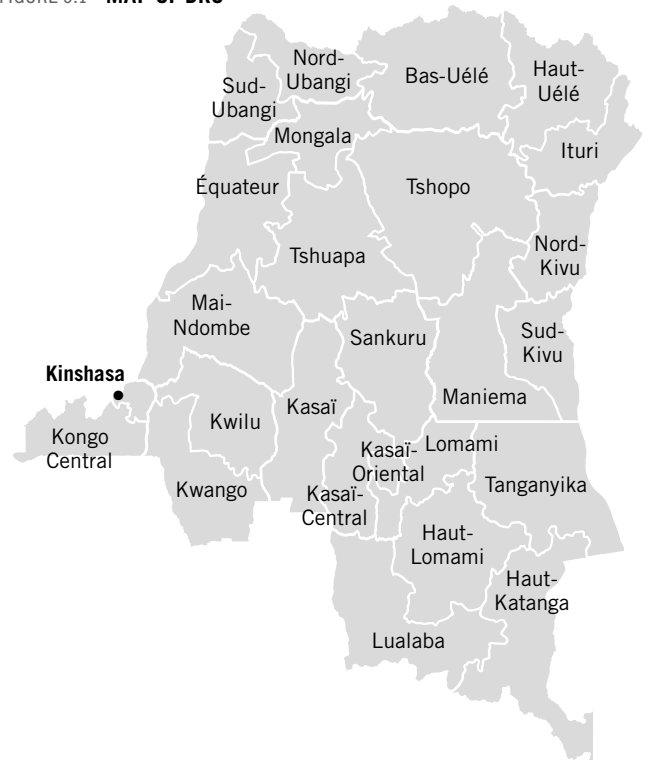 FIGURE MAP OF DRC
Nord-
Ubangi
Bas-Uélé
Haut-
Uélé
Sud-
Ubangi
Mongala
Ituri
Équateur
Tshopo
Tshuapa
Nord-
Kivu
Mai-
Ndombe
Sankuru
Sud-
Kivu
Kinshasa
Maniema
Kasaï
Kwilu
Kongo
Central
Lomami
Kasaï-
Oriental
Kwango
Kasaï-
Central
Tanganyika
Haut-
Lomami
Haut-
Katanga
Lualaba